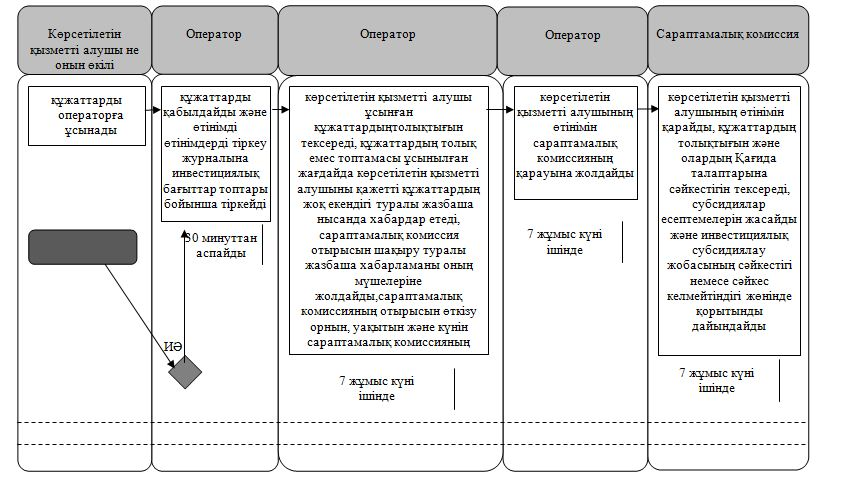 Көрсетілетін
қызметті алушы не
оның өкілі
Оператор
Оператор
Оператор
Сараптамалық комиссия
құжаттарды
операторға
ұсынады
құжаттарды
қабылдайды және
өтінімді
өтінімдерді тіркеу
журналына
инвестициялық
бағыттар топтары
бойынша тіркейді
30 минуттан
аспайды
ИӘ
көрсетілетін қызметті алушы
ұсынған
құжаттардыңтолықтығын
тексереді, құжаттардың толық
емес топтамасы ұсынылған
жағдайда көрсетілетін қызметті
алушыны қажетті құжаттардың
жоқ екендігі туралы жазбаша
нысанда хабардар етеді,
сараптамалық комиссия
отырысын шақыру туралы
жазбаша хабарламаны оның
мүшелеріне
жолдайды,сараптамалық
комиссияның отырысын өткізу
орнын, уақытын және күнін
сараптамалық комиссияның
7 жұмыс күні
ішінде
көрсетілетін
қызметті алушының
өтінімін
сараптамалық
комиссияның
қарауына жолдайды
7 жұмыс күні
ішінде
көрсетілетін қызметті
алушының өтінімін
қарайды, құжаттардың
толықтығын және
олардың Қағида
талаптарына
сәйкестігін тексереді,
субсидиялар
есептемелерін жасайды
және инвестициялық
субсидиялау
жобасының сәйкестігі
немесе сәйкес
келмейтіндігі жөнінде
қорытынды
дайындайды
7 жұмыс күні
ішінде